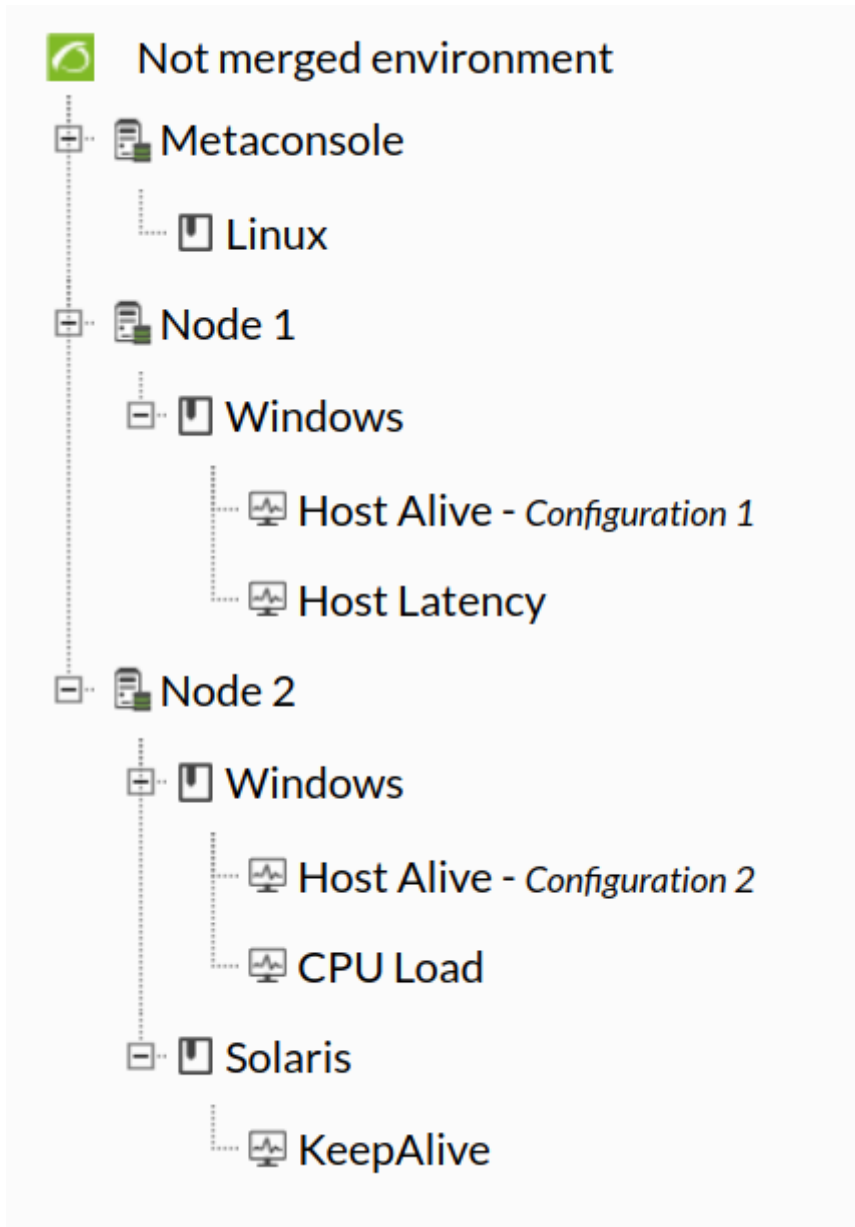 Not merged environment
Metaconsole
Linux
Node 1
Windows
Host Alive - Configuration 1
Host Latency
Node 2
Windows
Host Alive - Configuration 2
CPU Load
Solaris
KeepAlive